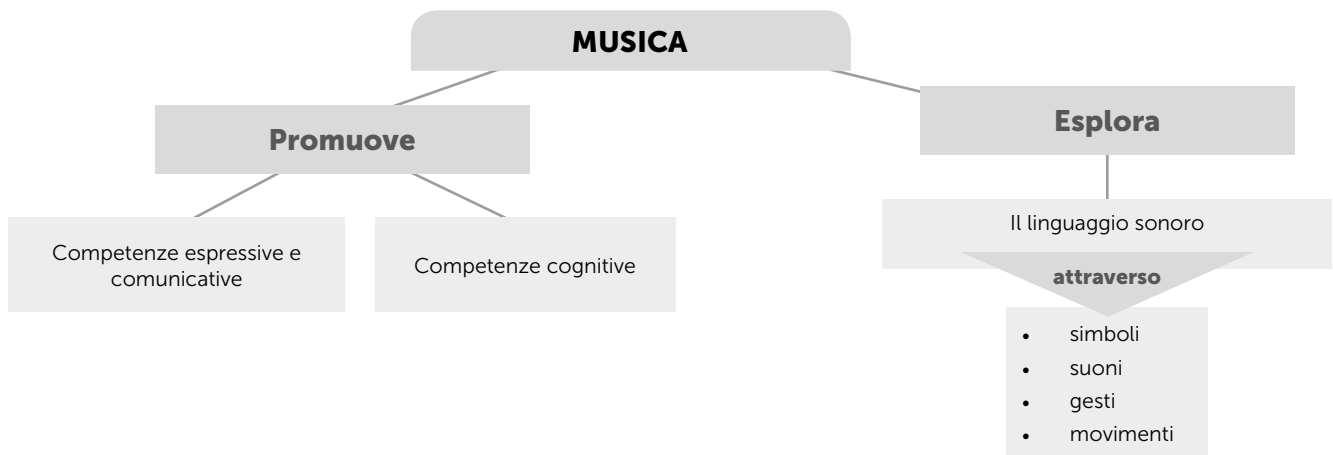 MUSICA
Promuove
Esplora
Competenze espressive e
comunicative
Competenze cognitive
Il linguaggio sonoro
attraverso
• simboli
• suoni
• gesti
• movimenti